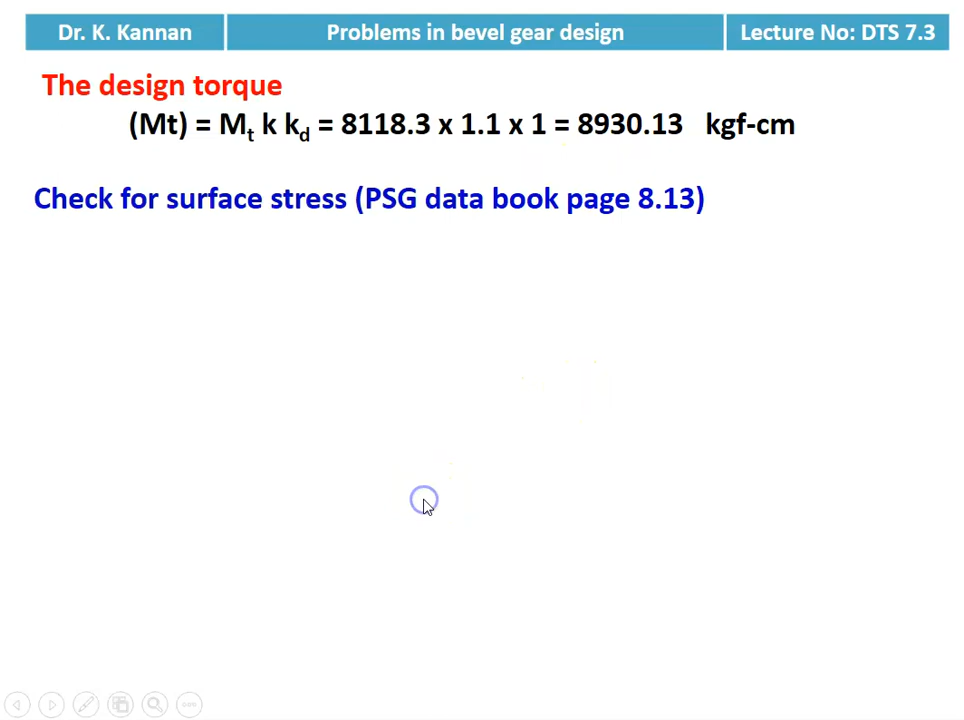 Dr. K. Kannan
Problems in bevel gear design
Lecture No: DTS 7.3
The design torque
(Mt) = Mt k kd = 8118.3 x 1.1 x 1 = 8930.13 kgf-cm
Check for surface stress (PSG data book page 8.13)